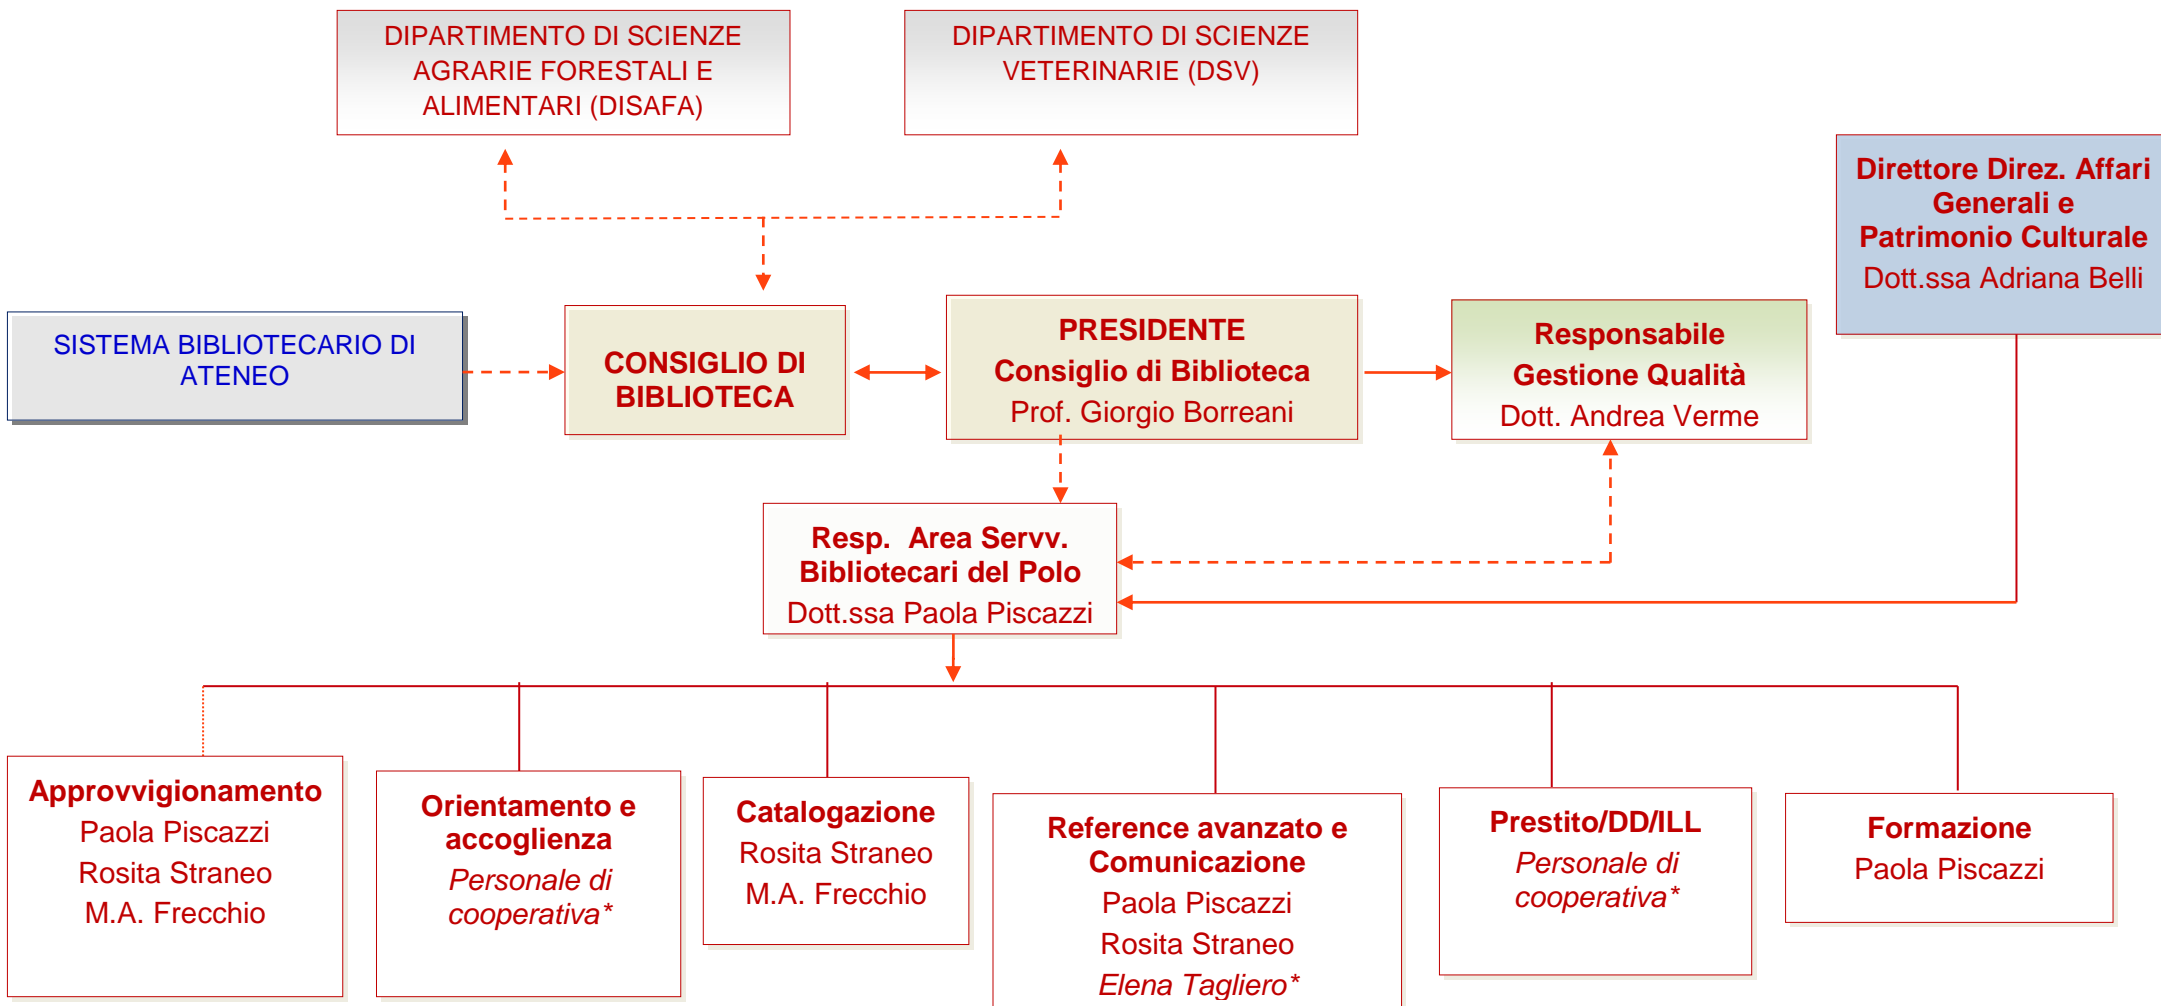 DIPARTIMENTO DI SCIENZE
AGRARIE FORESTALI E
ALIMENTARI (DISAFA)
DIPARTIMENTO DI SCIENZE
VETERINARIE (DSV)
Direttore Direz. Affari
Generali e
Patrimonio Culturale
Dott.ssa Adriana Belli
SISTEMA BIBLIOTECARIO DI
ATENEO
CONSIGLIO DI
BIBLIOTECA
PRESIDENTE
Consiglio di Biblioteca
Prof. Giorgio Borreani
Responsabile
Gestione Qualità
Dott. Andrea Verme
Resp. Area Servv.
Bibliotecari del Polo
Dott.ssa Paola Piscazzi
Approvvigionamento
Paola Piscazzi
Rosita Straneo
M.A. Frecchio
Orientamento e
accoglienza
Personale di
cooperativa*
Catalogazione
Rosita Straneo
M.A. Frecchio
Reference avanzato e
Comunicazione
Paola Piscazzi
Rosita Straneo
Elena Tagliero*
Prestito/DD/ILL
Personale di
cooperativa*
Formazione
Paola Piscazzi